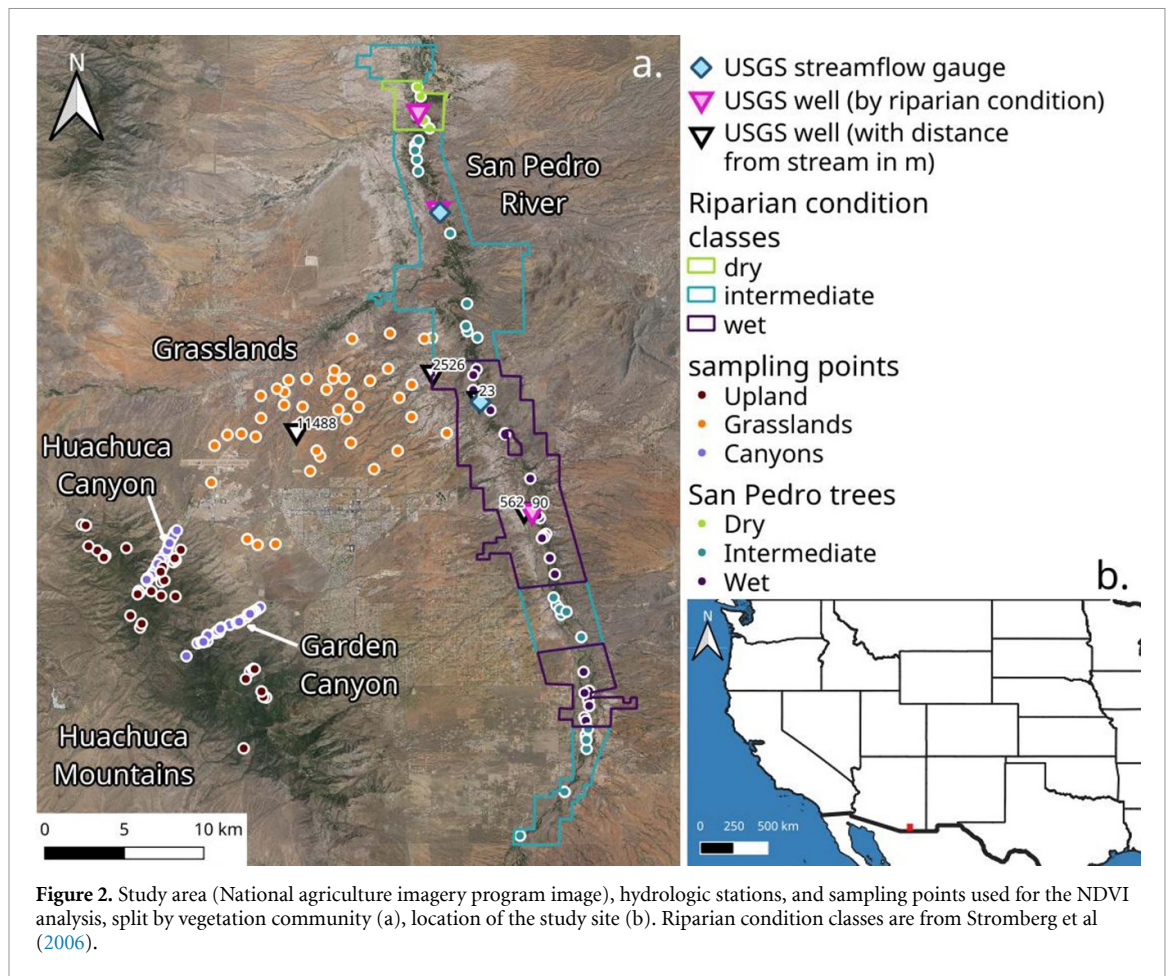 N
a.
San Pedro
River
Grasslands
2526
23
11488
Huachuca
Canyon
562
90
Garden
Canyon
Huachuca
Mountains
0 5 10 km
USGS streamflow gauge
USGS well (by riparian condition)
USGS well (with distance
from stream in m)
Riparian condition
classes
dry
intermediate
wet
sampling points
Upland
Grasslands
Canyons
San Pedro trees
Dry
Intermediate
Wet
b.
N
0 250 500 km
Figure 2. Study area (National agriculture imagery program image), hydrologic stations, and sampling points used for the NDVI
analysis, split by vegetation community (a), location of the study site (b). Riparian condition classes are from Stromberg et al
(2006).